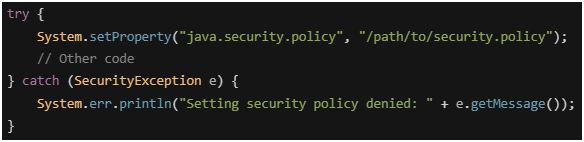 try {
    System.setProperty("java.security.policy", "/path/to/security.policy");
    // Other code
} catch (SecurityException e) {
    System.err.println("Setting security policy denied: " + e.getMessage());
}